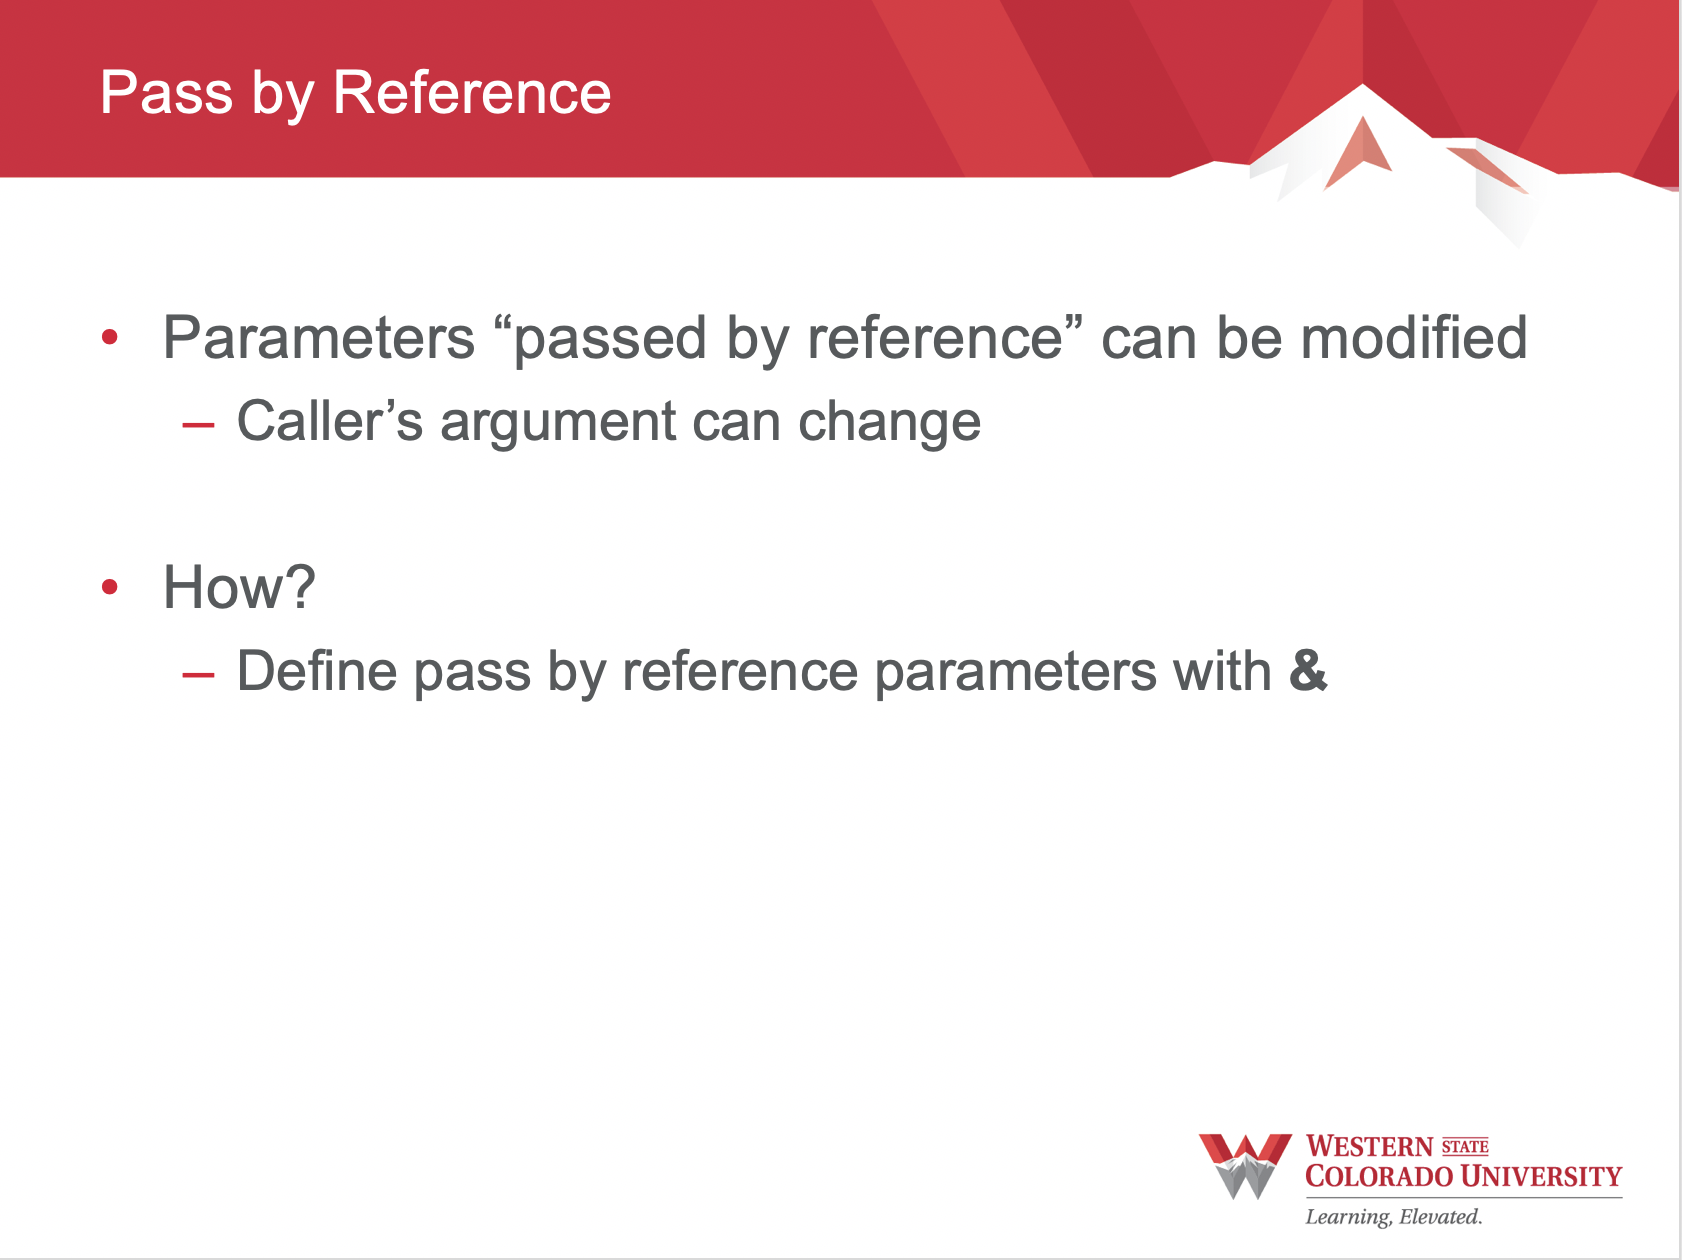 Pass by Reference
• Parameters “passed by reference” can be modified
– Caller’s argument can change
• How?
– Define pass by reference parameters with &
WESTERN STATE
COLORADO UNIVERSITY
Learning, Elevated.